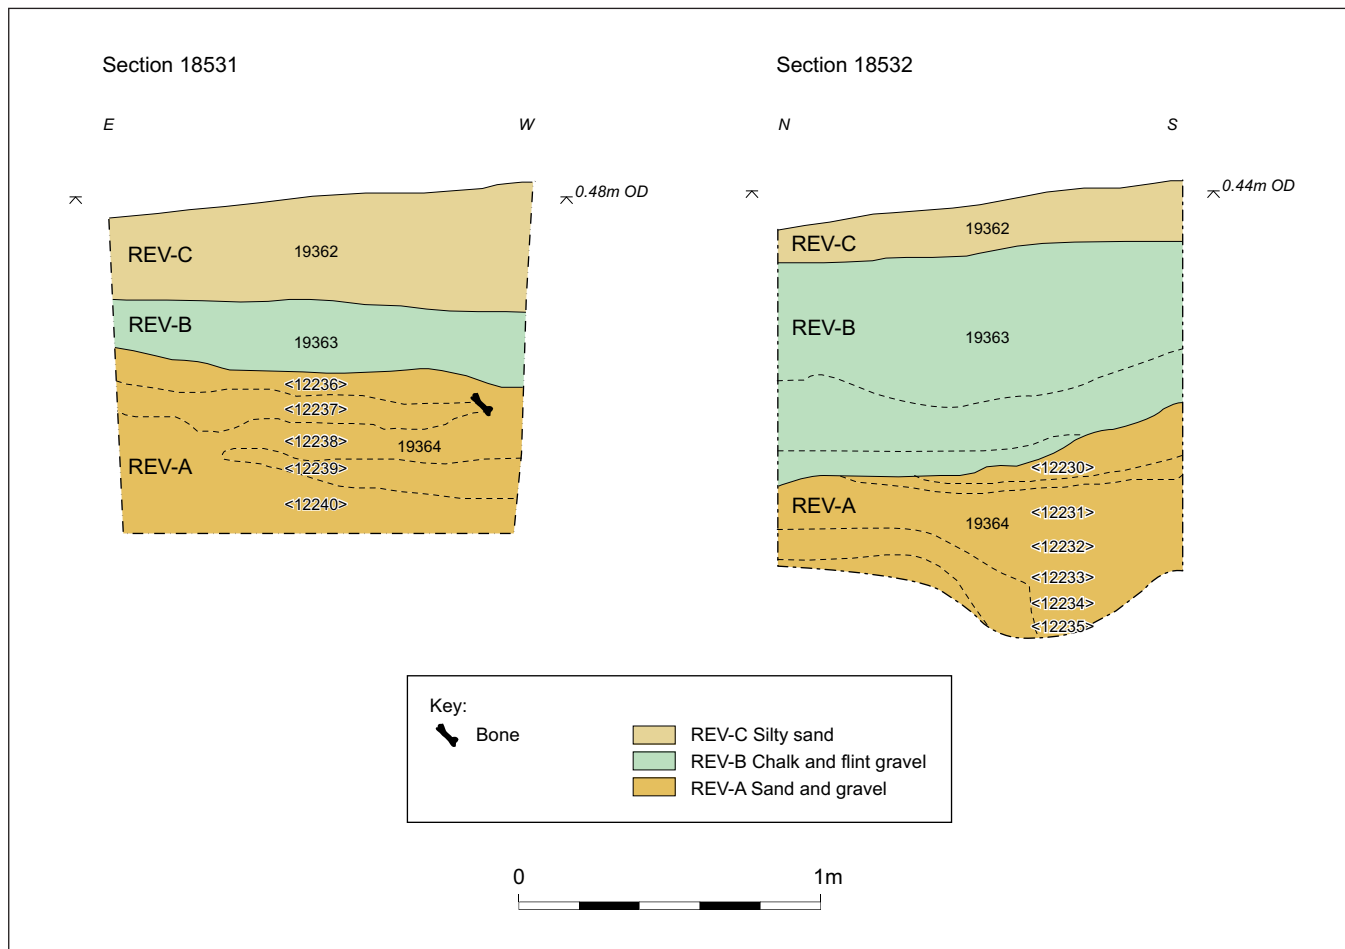 Section 18531
E
W
0.48m OD
REV-C
19362
REV-B
19363
<12236>
<12237>
<12238>
19364
REV-A
<12239>
<12240>
Section 18532
N
S
0.44m OD
19362
REV-C
REV-B
19363
<12230>
REV-A
<12231>
19364
<12232>
<12233>
<12234>
<12235>
Key:
Bone
REV-C Silty sand
REV-B Chalk and flint gravel
REV-A Sand and gravel
0
1m